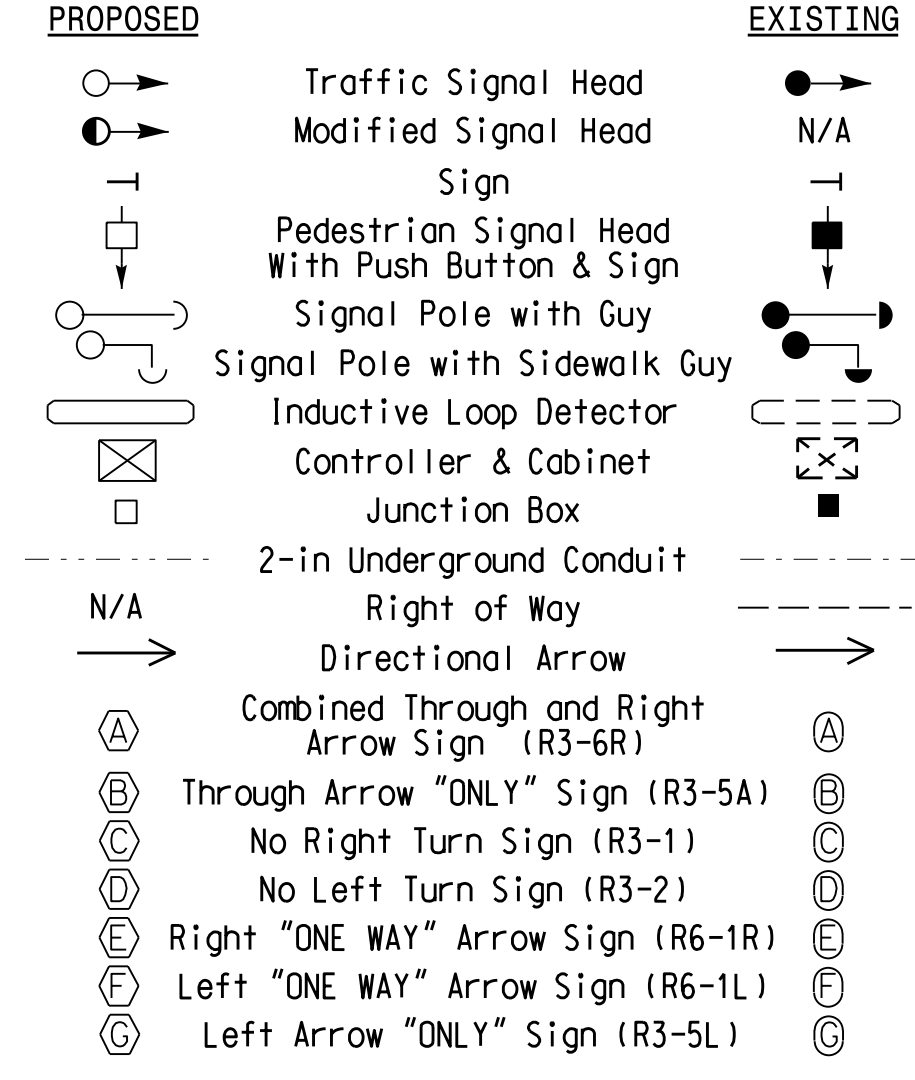 PROPOSED EXISTING
Traffic Signal Head
Modified Signal Head N/A
Sign
Pedestrian Signal Head
With Push Button & Sign
Signal Pole with Guy
Signal Pole with Sidewalk Guy
Inductive Loop Detector
Controller & Cabinet
Junction Box
2-in Underground Conduit
N/A Right of Way
Directional Arrow
Combined Through and Right
A Arrow Sign (R3-6R) A
B Through Arrow "ONLY" Sign (R3-5A) B
C No Right Turn Sign (R3-1) C
D No Left Turn Sign (R3-2) D
E Right "ONE WAY" Arrow Sign (R6-1R) E
F Left "ONE WAY" Arrow Sign (R6-1L) F
G Left Arrow "ONLY" Sign (R3-5L) G